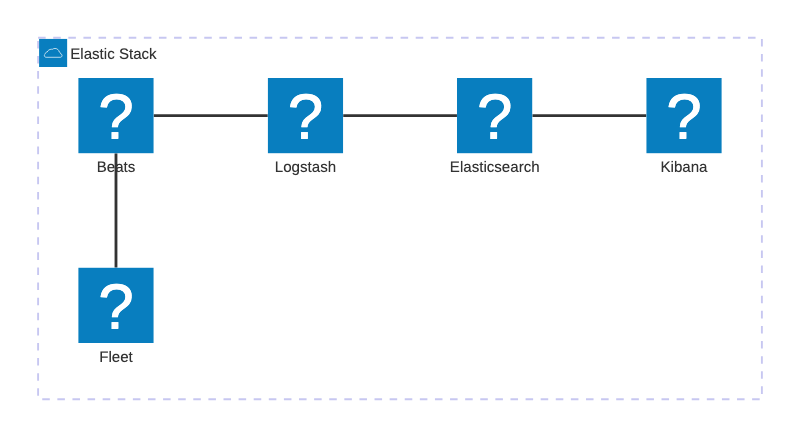 Elastic Stack
?
?
?
?
Beats
Logstash
Elasticsearch
Kibana
?
Fleet